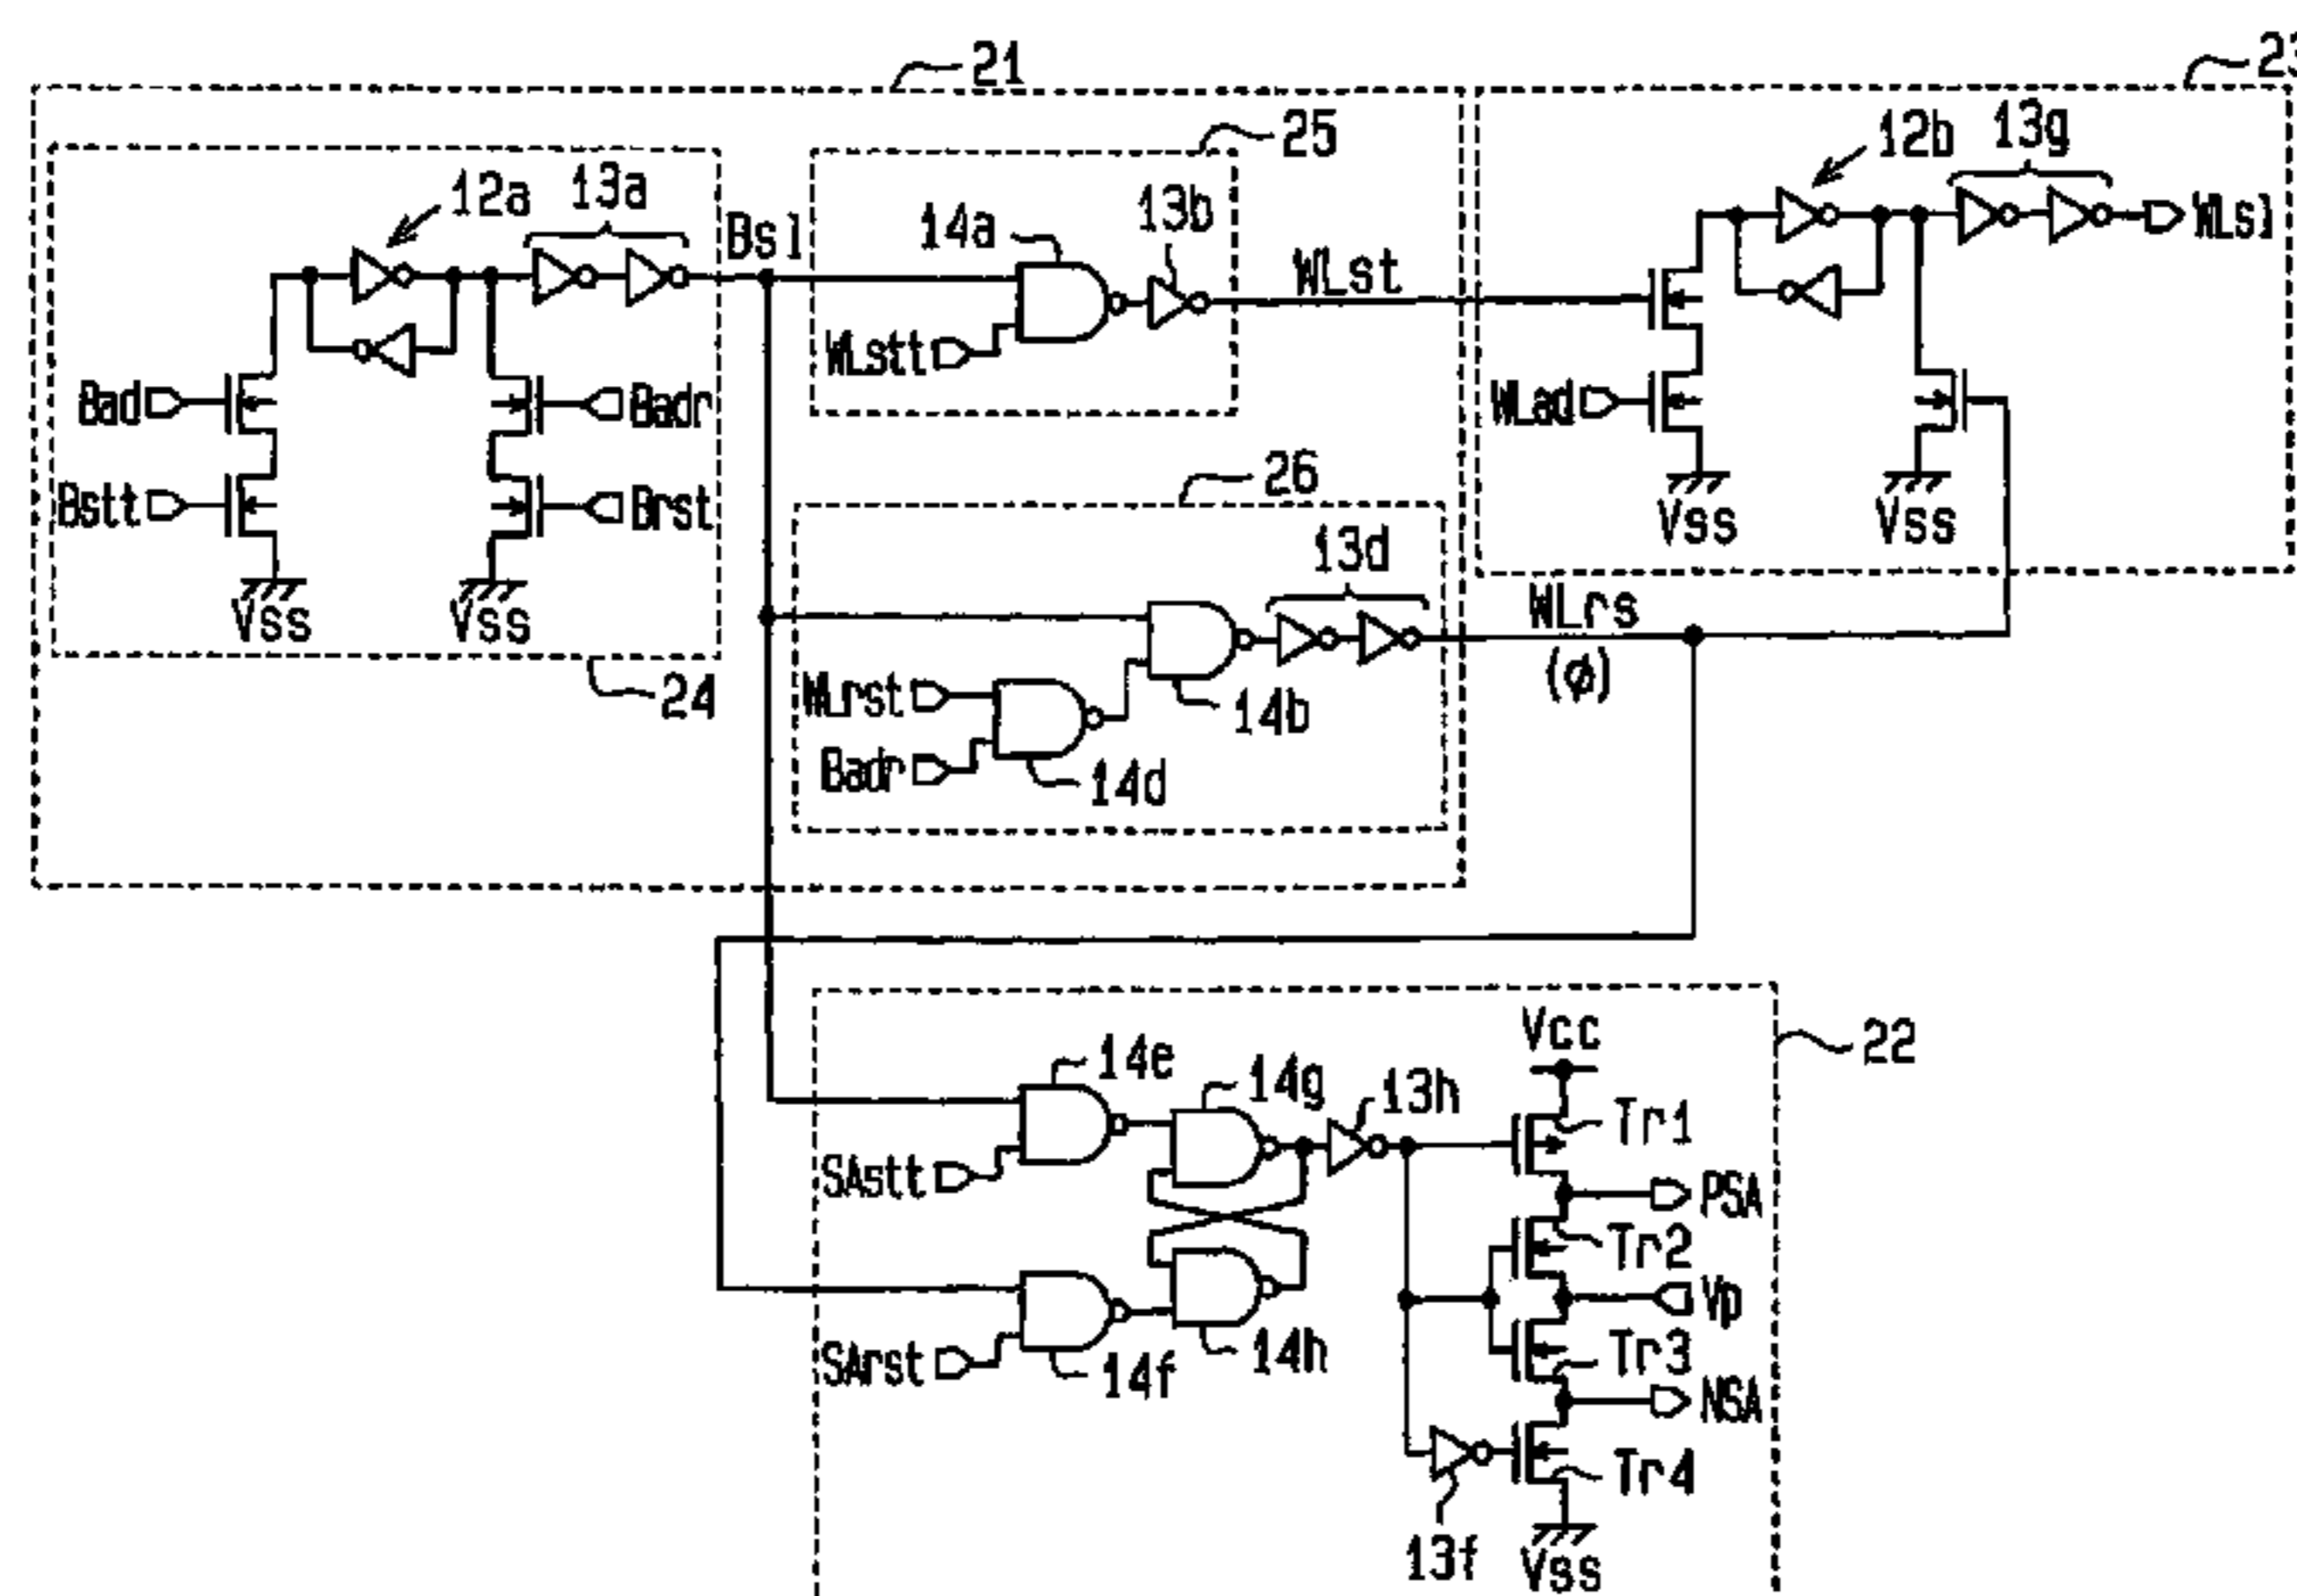 21
23
25
12b
13g
12a
13a
Bsl
14a
13b
WLst
WLsl
WLstt
Bad
Badr
WLad
Bstt
Brst
26
Vss
Vss
13d
WLrs
(φ)
Vss
Vss
24
WLrst
14b
Badr
14d
Vcc
22
14e
14g
13h
Tr1
SAstt
PSA
Tr2
Vp
SArst
14f
14h
Tr3
NSA
Tr4
13f
Vss